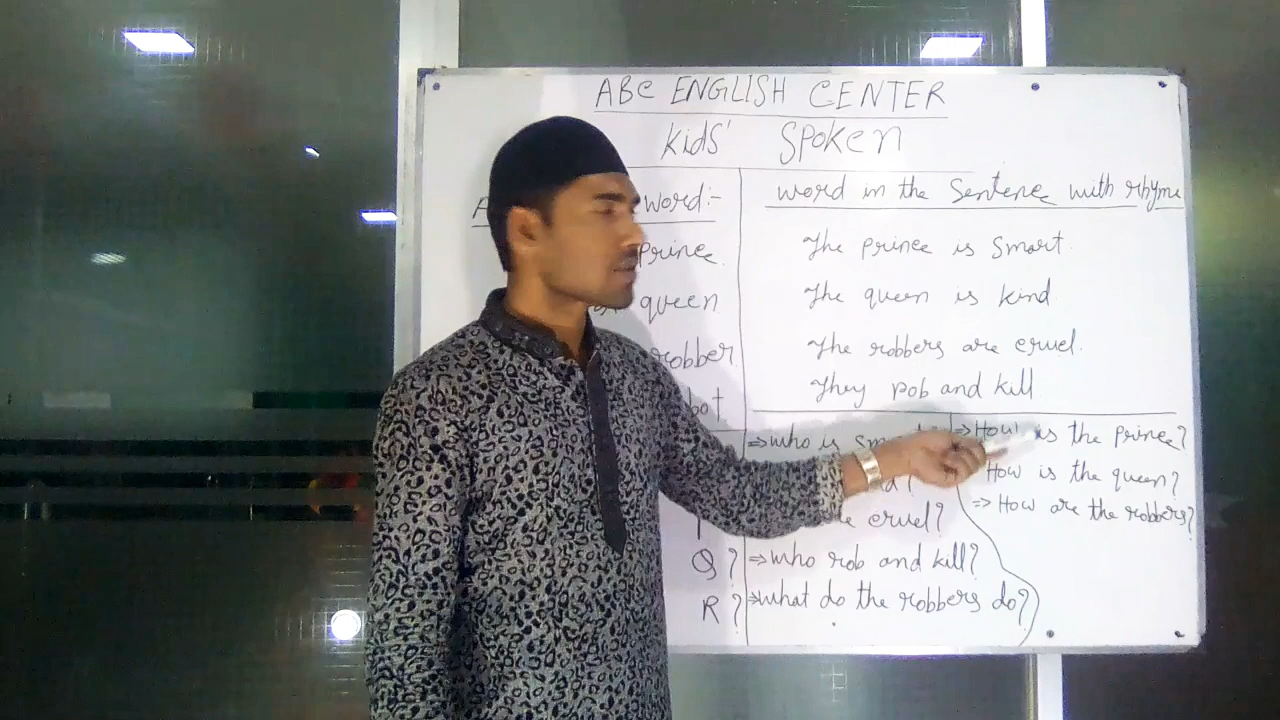 ABC ENGLISH CENTER
Kids' SPOKEN
word:-
Prince
queen
robber
word in the Sentence with rhyme
The prince is smart.
The queen is kind
The robbers are cruel.
They rob and kill
⇒ who is
cruel?
⇒ who rob and kill?
⇒ what do the robbers do?
⇒ How is the prince?
How is the queen?
⇒ How are the robbers?
Q ?
R ?